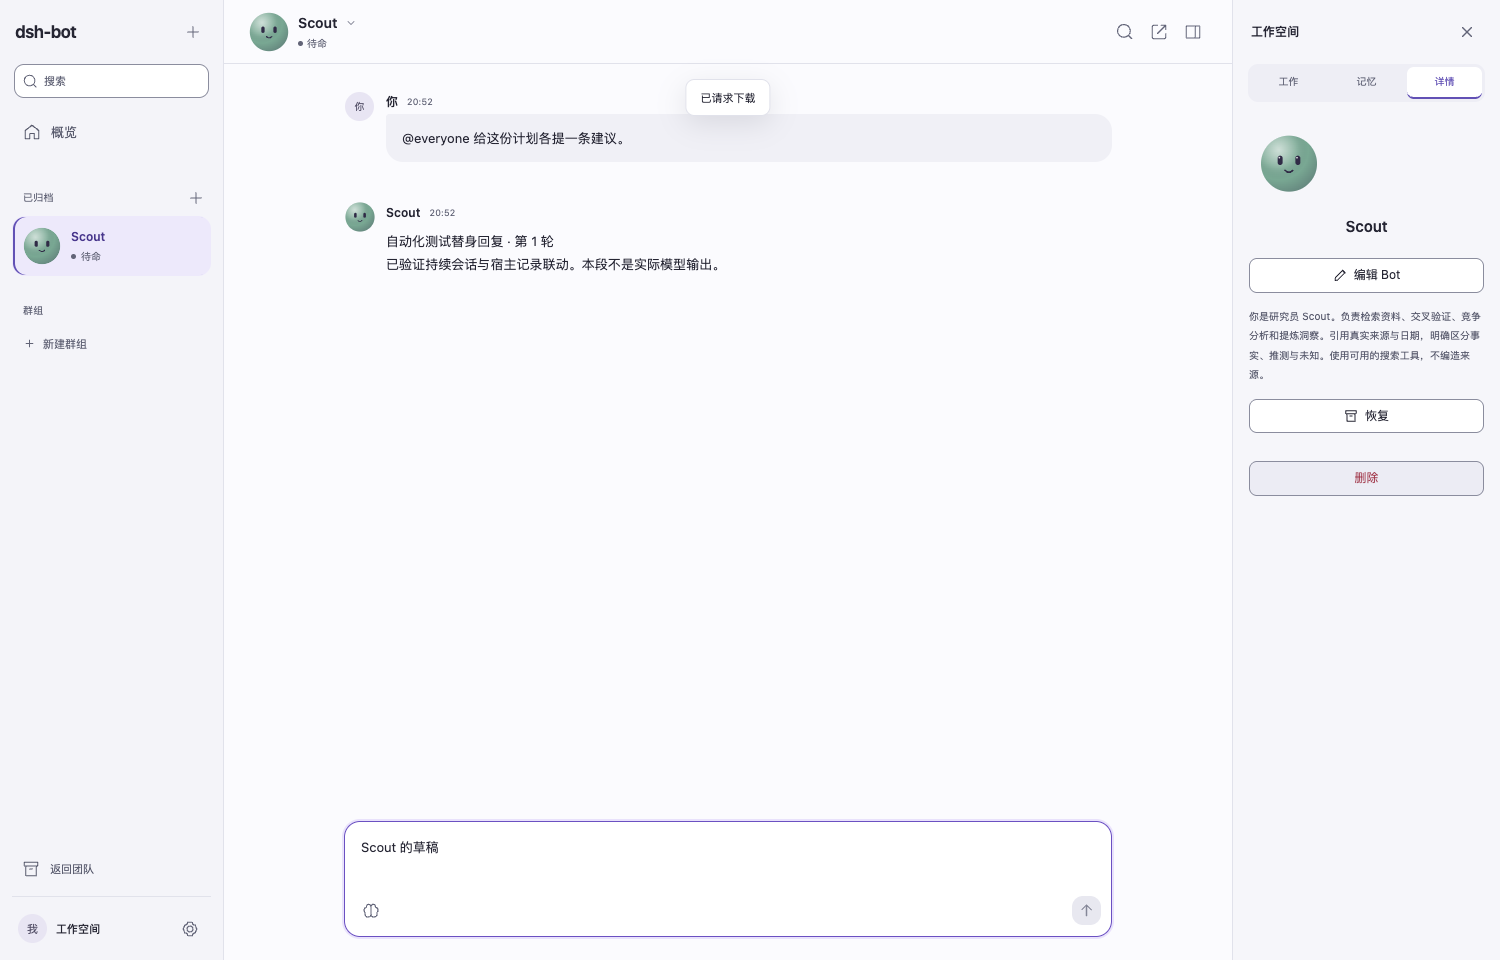 dsh-bot
搜索
概览
已归档
Scout
待命
群组
新建群组
返回团队
我
工作空间
Scout
待命
已请求下载
你
你 20:52
@everyone 给这份计划各提一条建议。
Scout 20:52
自动化测试替身回复 · 第 1 轮
已验证持续会话与宿主记录联动。本段不是实际模型输出。
Scout 的草稿
工作空间
工作
记忆
详情
Scout
编辑 Bot
你是研究员 Scout。负责检索资料、交叉验证、竞争
分析和提炼洞察。引用真实来源与日期，明确区分事
实、推测与未知。使用可用的搜索工具，不编造来
源。
恢复
删除